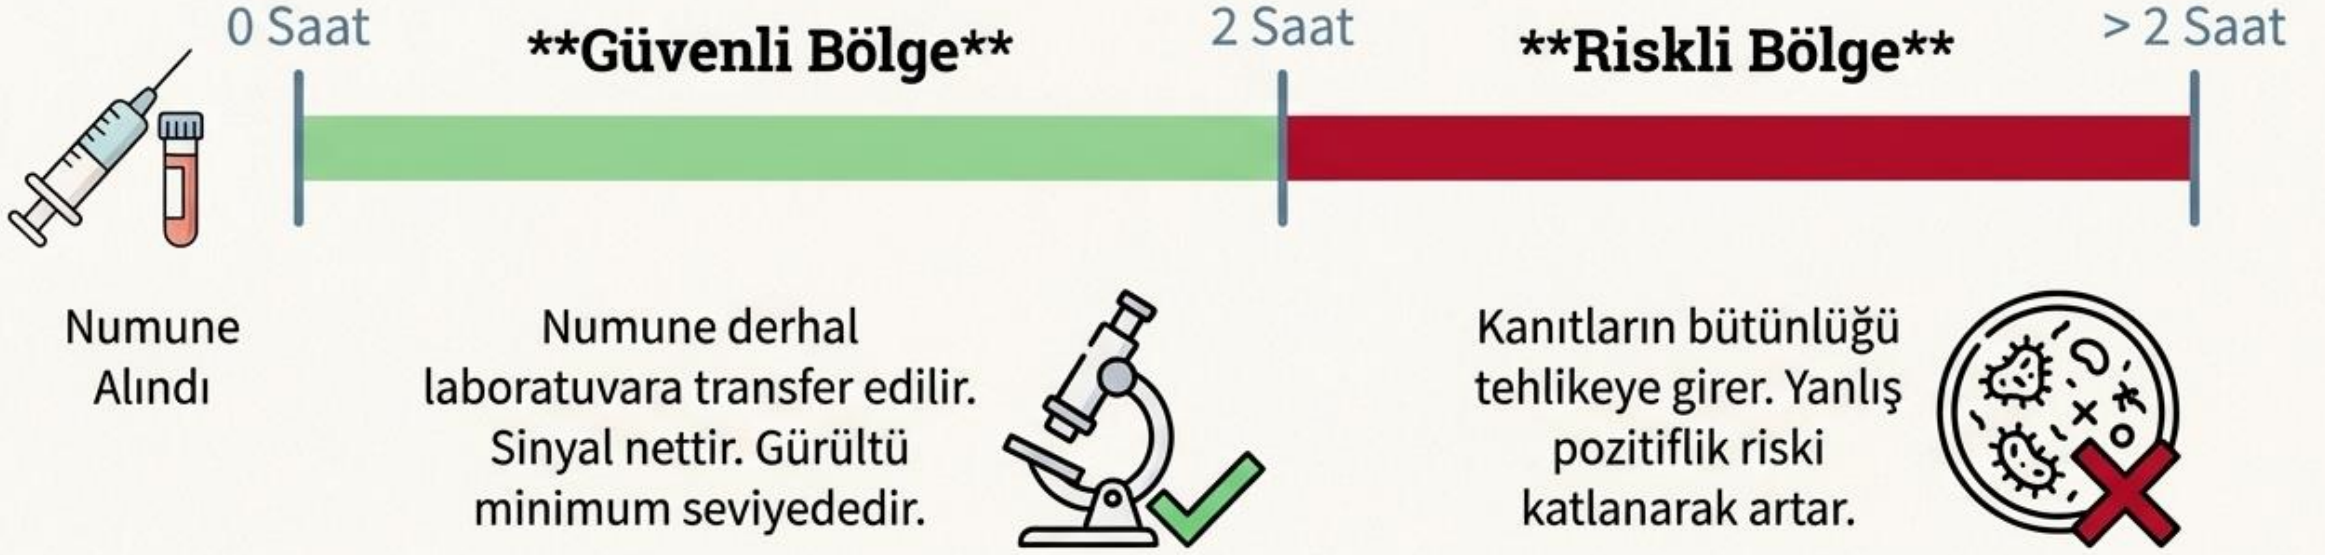 0 Saat
**Güvenli Bölge**
2 Saat
**Riskli Bölge**
> 2 Saat
Numune
Alındı
Numune derhal
laboratuvara transfer edilir.
Sinyal nettir. Gürültü
minimum seviyededir.
Kanıtların bütünlüğü
tehlikeye girer. Yanlış
pozitiflik riski
katlanarak artar.